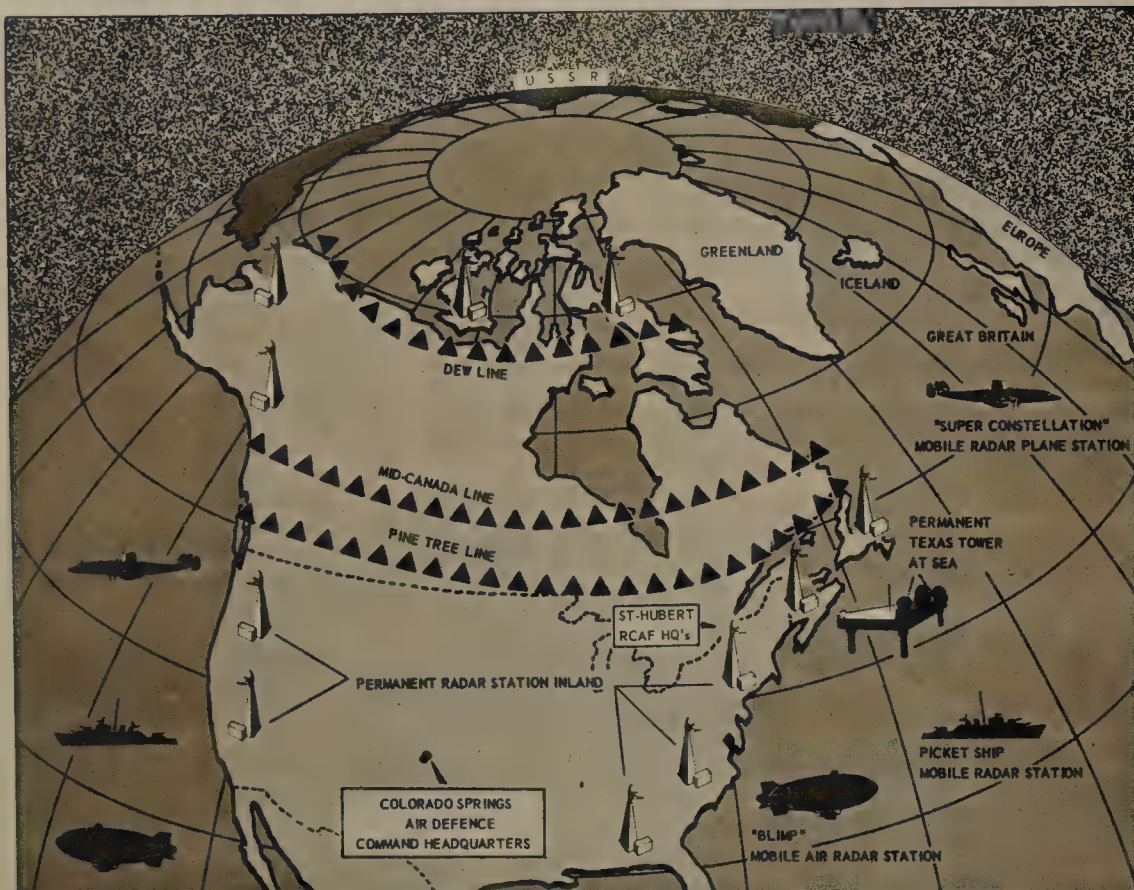 U S S R
EUROPE
GREENLAND
ICELAND
GREAT BRITAIN
DEW LINE
"SUPER CONSTELLATION"
MOBILE RADAR PLANE STATION
MID-CANADA LINE
PINE TREE LINE
PERMANENT
TEXAS TOWER
AT SEA
ST-HUBERT
RCAF HQ's
PERMANENT RADAR STATION INLAND
PICKET SHIP
MOBILE RADAR STATION
COLORADO SPRINGS
AIR DEFENCE
COMMAND HEADQUARTERS
"BLIMP"
MOBILE AIR RADAR STATION